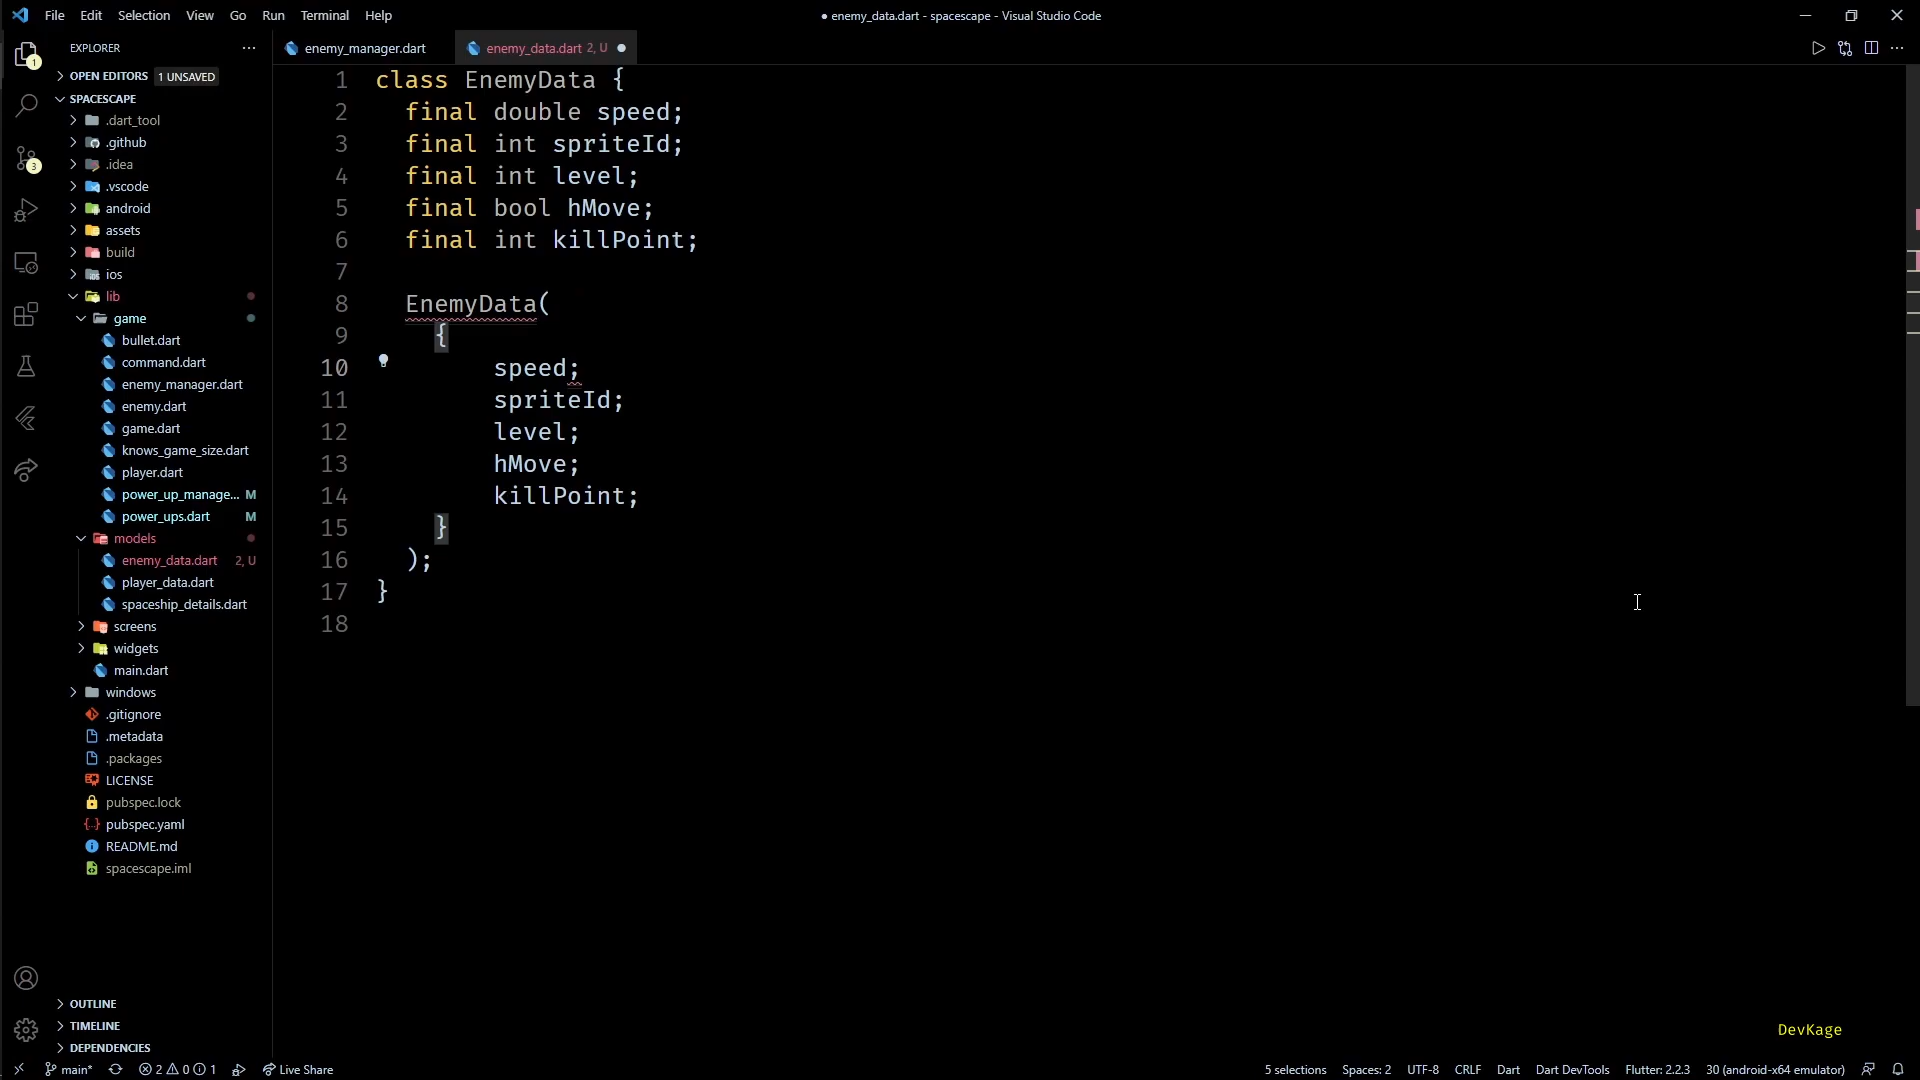 File Edit Selection View Go Run Terminal Help
● enemy_data.dart - spacescape - Visual Studio Code
EXPLORER
OPEN EDITORS 1 UNSAVED
SPACESCAPE
.dart_tool
.github
.idea
.vscode
android
assets
build
ios
lib
game
bullet.dart
command.dart
enemy_manager.dart
enemy.dart
game.dart
knows_game_size.dart
player.dart
power_up_manage... M
power_ups.dart M
models
enemy_data.dart 2, U
player_data.dart
spaceship_details.dart
screens
widgets
main.dart
windows
.gitignore
.metadata
.packages
LICENSE
pubspec.lock
pubspec.yaml
README.md
spacescape.iml
OUTLINE
TIMELINE
DEPENDENCIES
1
3
enemy_manager.dart
enemy_data.dart 2, U
1 class EnemyData {
2 final double speed;
3 final int spriteId;
4 final int level;
5 final bool hMove;
6 final int killPoint;
7
8 EnemyData(
9 {
10 speed;
11 spriteId;
12 level;
13 hMove;
14 killPoint;
15 }
16 );
17 }
18
DevKage
main* 2 0 1 Live Share
5 selections Spaces: 2 UTF-8 CRLF Dart Dart DevTools Flutter: 2.2.3 30 (android-x64 emulator)